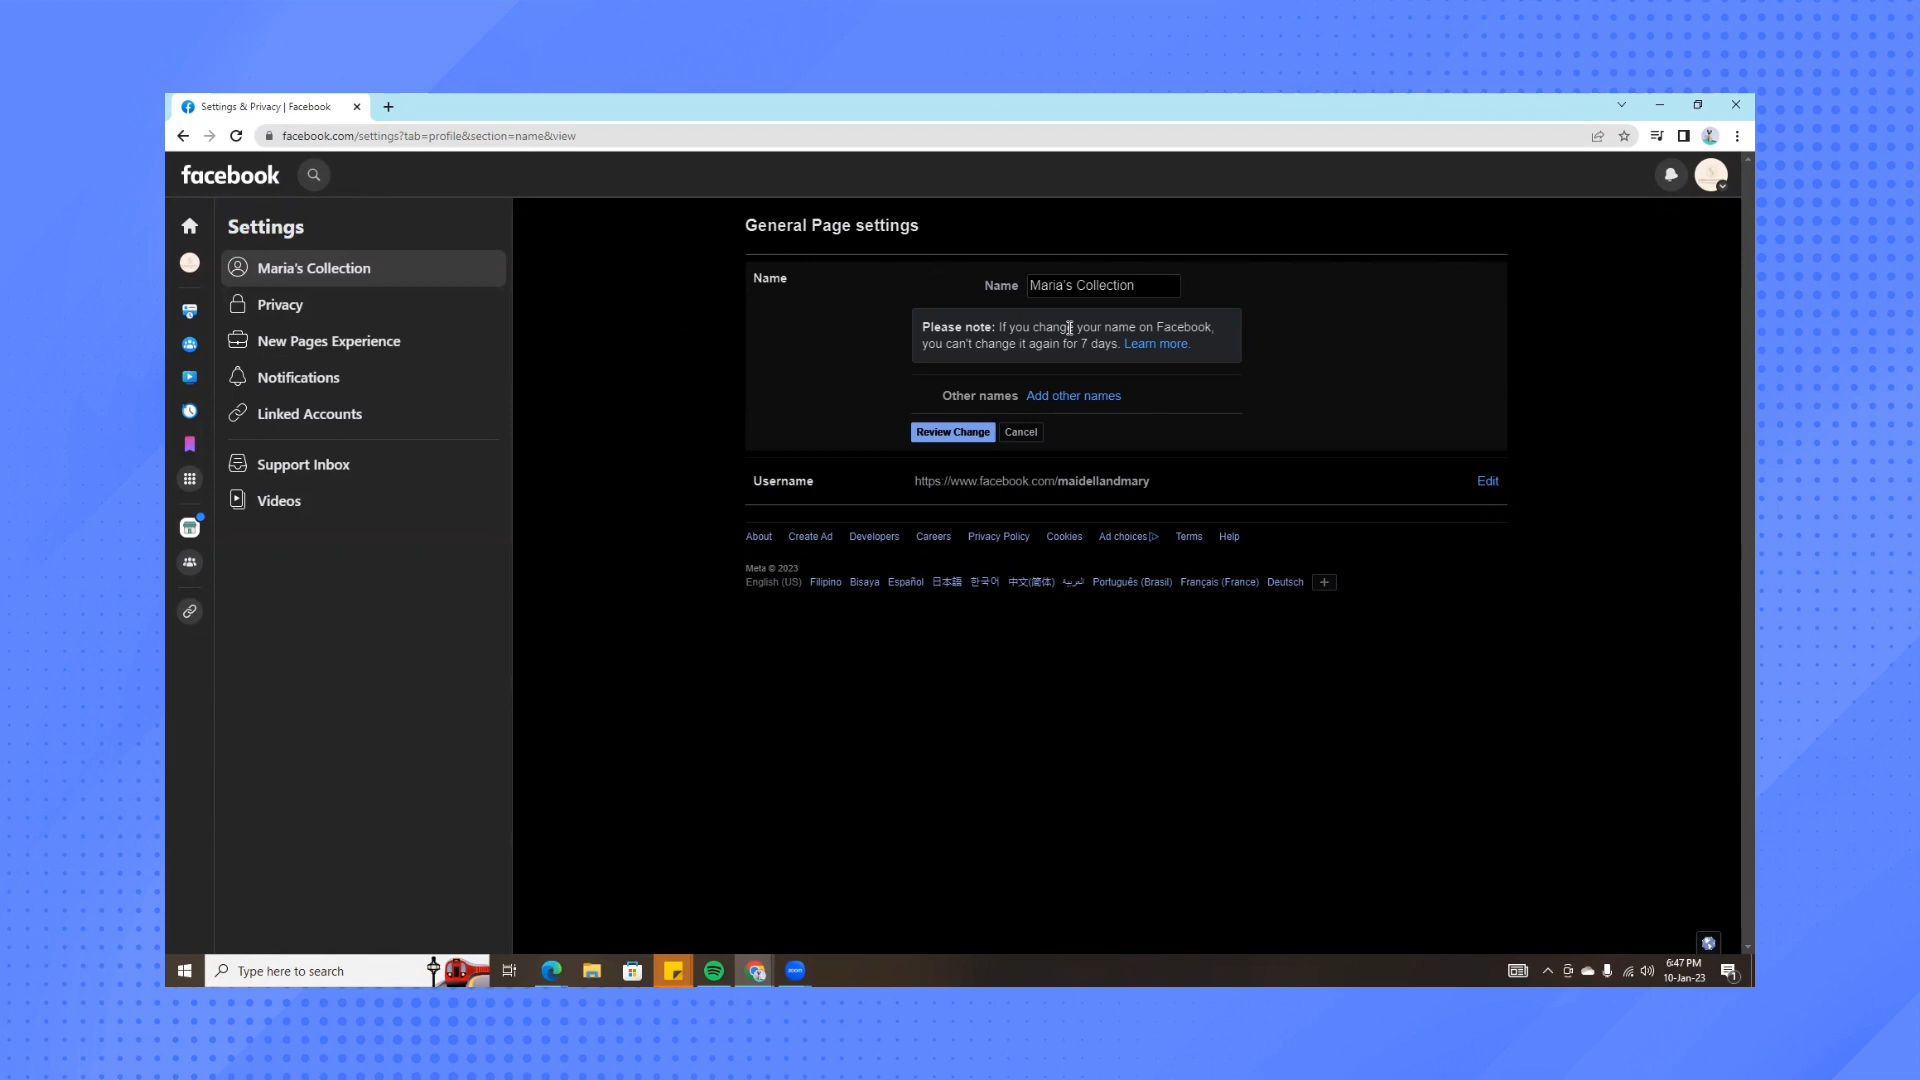 Settings & Privacy | Facebook
facebook.com/settings?tab=profile&section=name&view
facebook
Settings
Maria's Collection
Privacy
New Pages Experience
Notifications
Linked Accounts
Support Inbox
Videos
General Page settings
Name
Name Maria's Collection
Please note: If you change your name on Facebook,
you can't change it again for 7 days. Learn more.
Other names Add other names
Review Change Cancel
Username https://www.facebook.com/maidellandmary Edit
About Create Ad Developers Careers Privacy Policy Cookies Ad choices Terms Help
Meta © 2023
English (US) Filipino Bisaya Español 日本語 한국어 中文(简体) العربية Português (Brasil) Français (France) Deutsch
Type here to search
zoom
6:47 PM
10-Jan-23
1